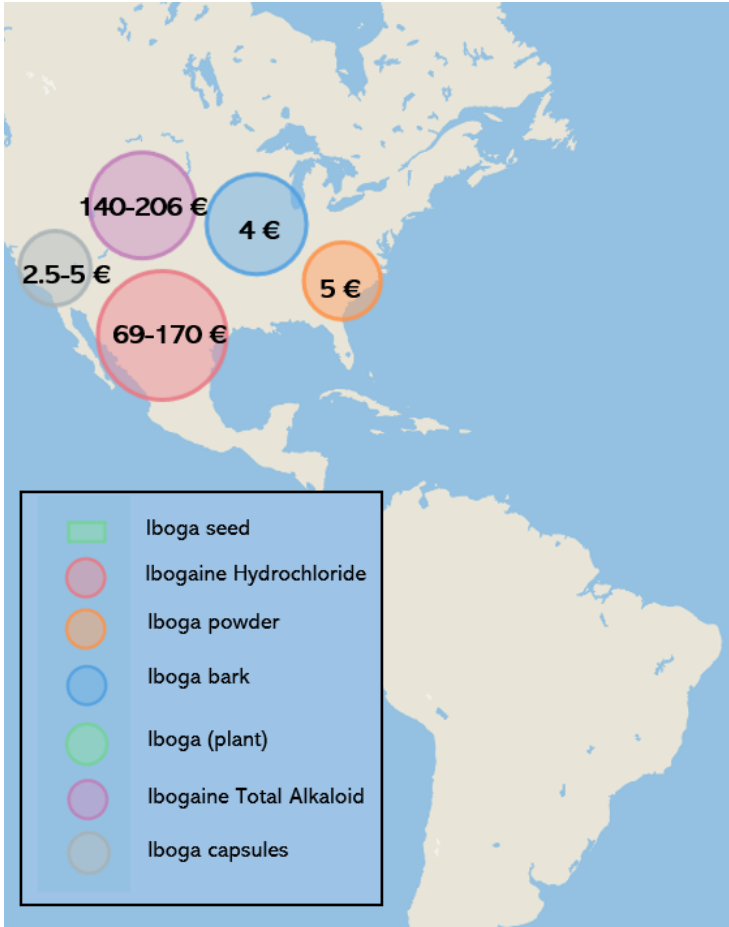 140-206 €
4 €
2.5-5 €
5 €
69-170 €
Iboga seed
Ibogaine Hydrochloride
Iboga powder
Iboga bark
Iboga (plant)
Ibogaine Total Alkaloid
Iboga capsules